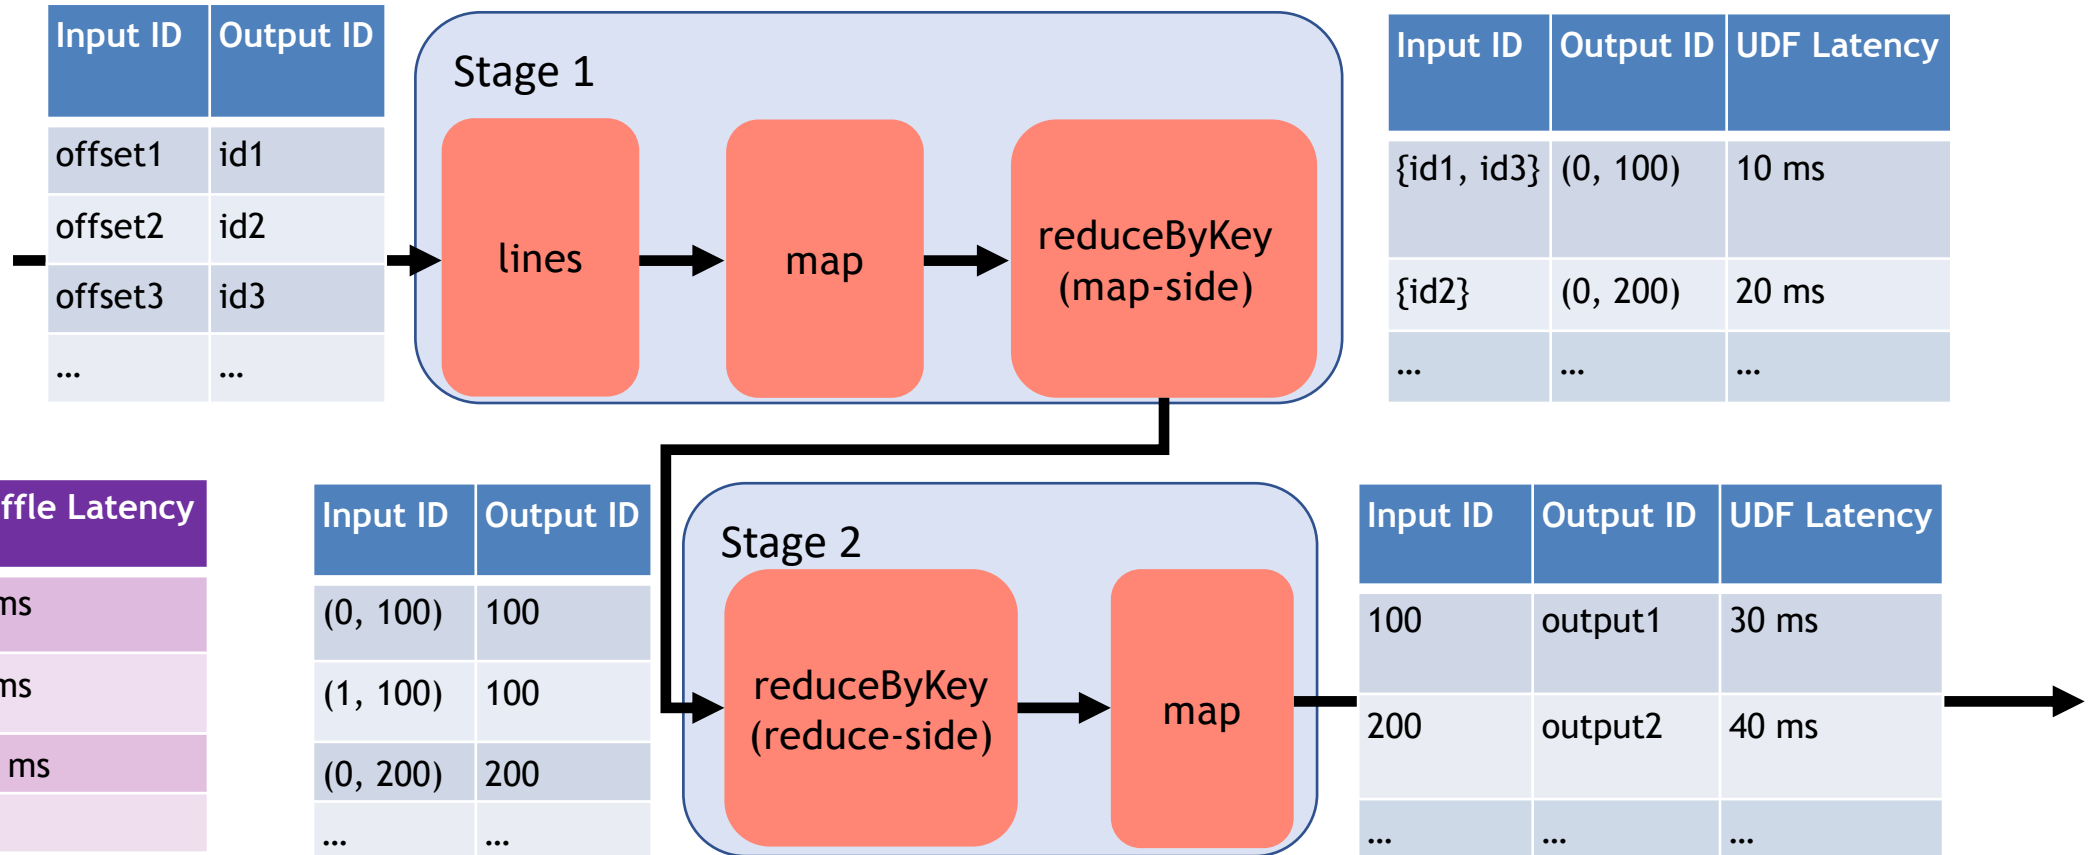 Input ID Output ID
offset1 id1
offset2 id2
offset3 id3
... ...
Stage 1
lines
map
reduceByKey
(map-side)
Input ID Output ID UDF Latency
{id1, id3} (0, 100) 10 ms
{id2} (0, 200) 20 ms
... ... ...
Latency
ms
ms
ms
Input ID Output ID
(0, 100) 100
(1, 100) 100
(0, 200) 200
... ...
Stage 2
reduceByKey
(reduce-side)
map
Input ID Output ID UDF Latency
100 output1 30 ms
200 output2 40 ms
... ... ...